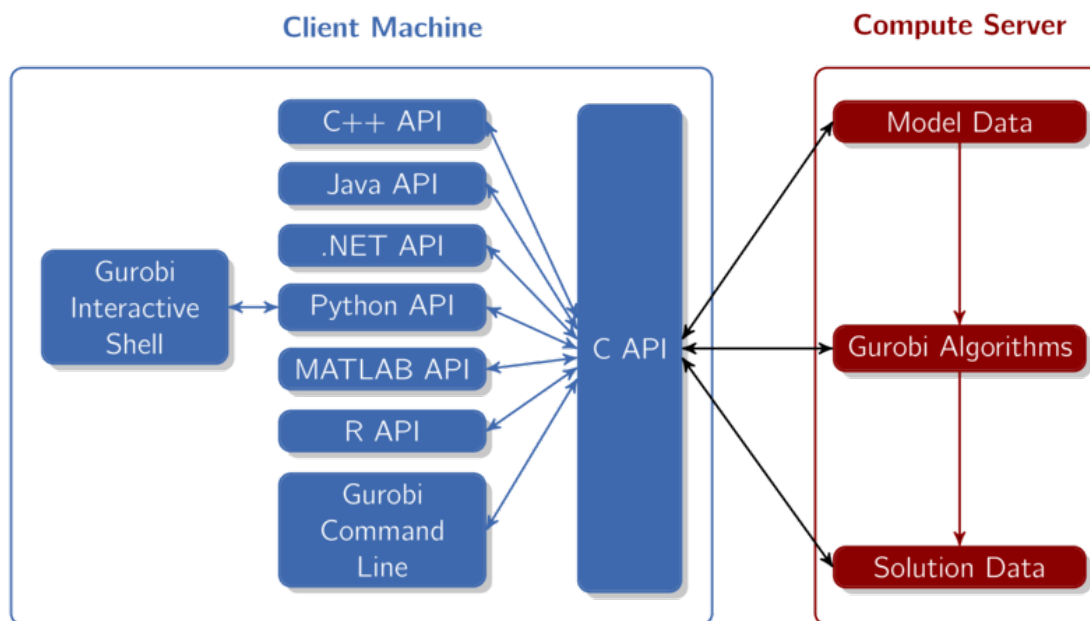 Client Machine
Compute Server
C++ API
Java API
.NET API
Python API
MATLAB API
R API
Gurobi
Command
Line
Gurobi
Interactive
Shell
C API
Model Data
Gurobi Algorithms
Solution Data